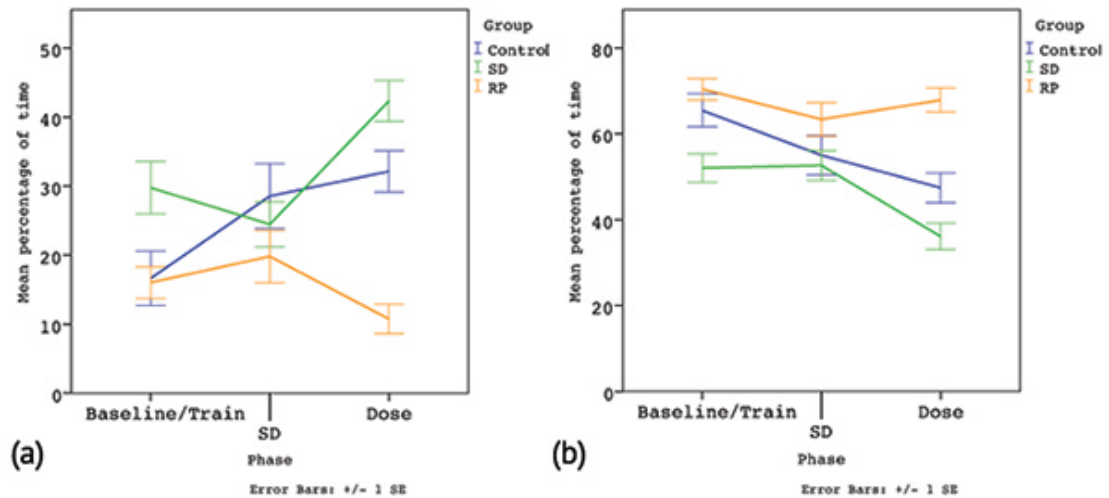 Group
Control
SD
RP
50
40
30
20
10
0
Mean percentage of time
Baseline/Train
SD
Dose
Phase
Error Bars: +/- 1 SE
(a)
Group
Control
SD
RP
80
60
40
20
0
Mean percentage of time
Baseline/Train
SD
Dose
Phase
Error Bars: +/- 1 SE
(b)